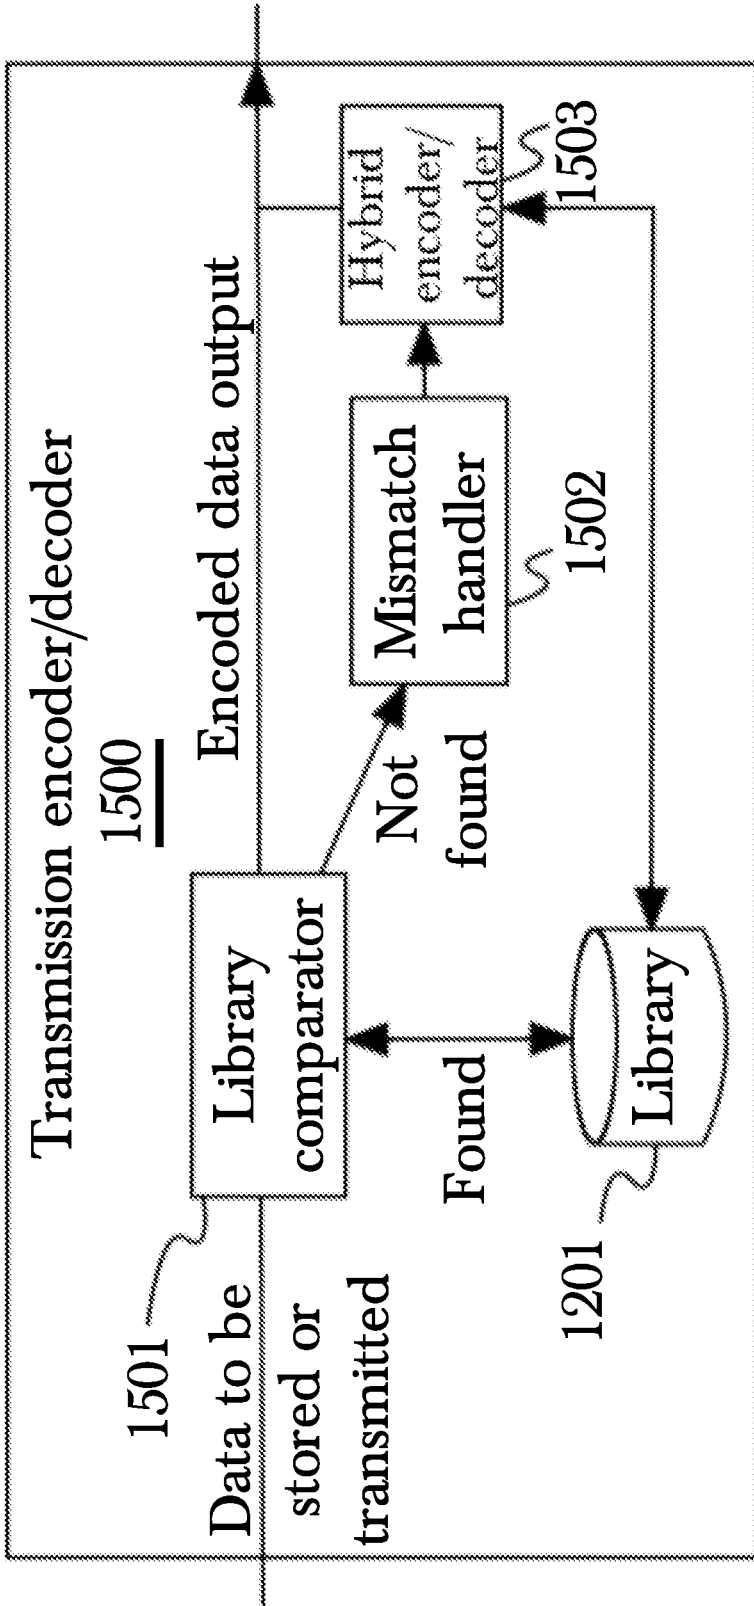 Transmission encoder/decoder
1500
1501
Data to be
stored or
transmitted
Library
comparator
Encoded data output
Not
found
Mismatch
handler
1502
Hybrid
encoder/
decoder
1503
Found
Library
1201